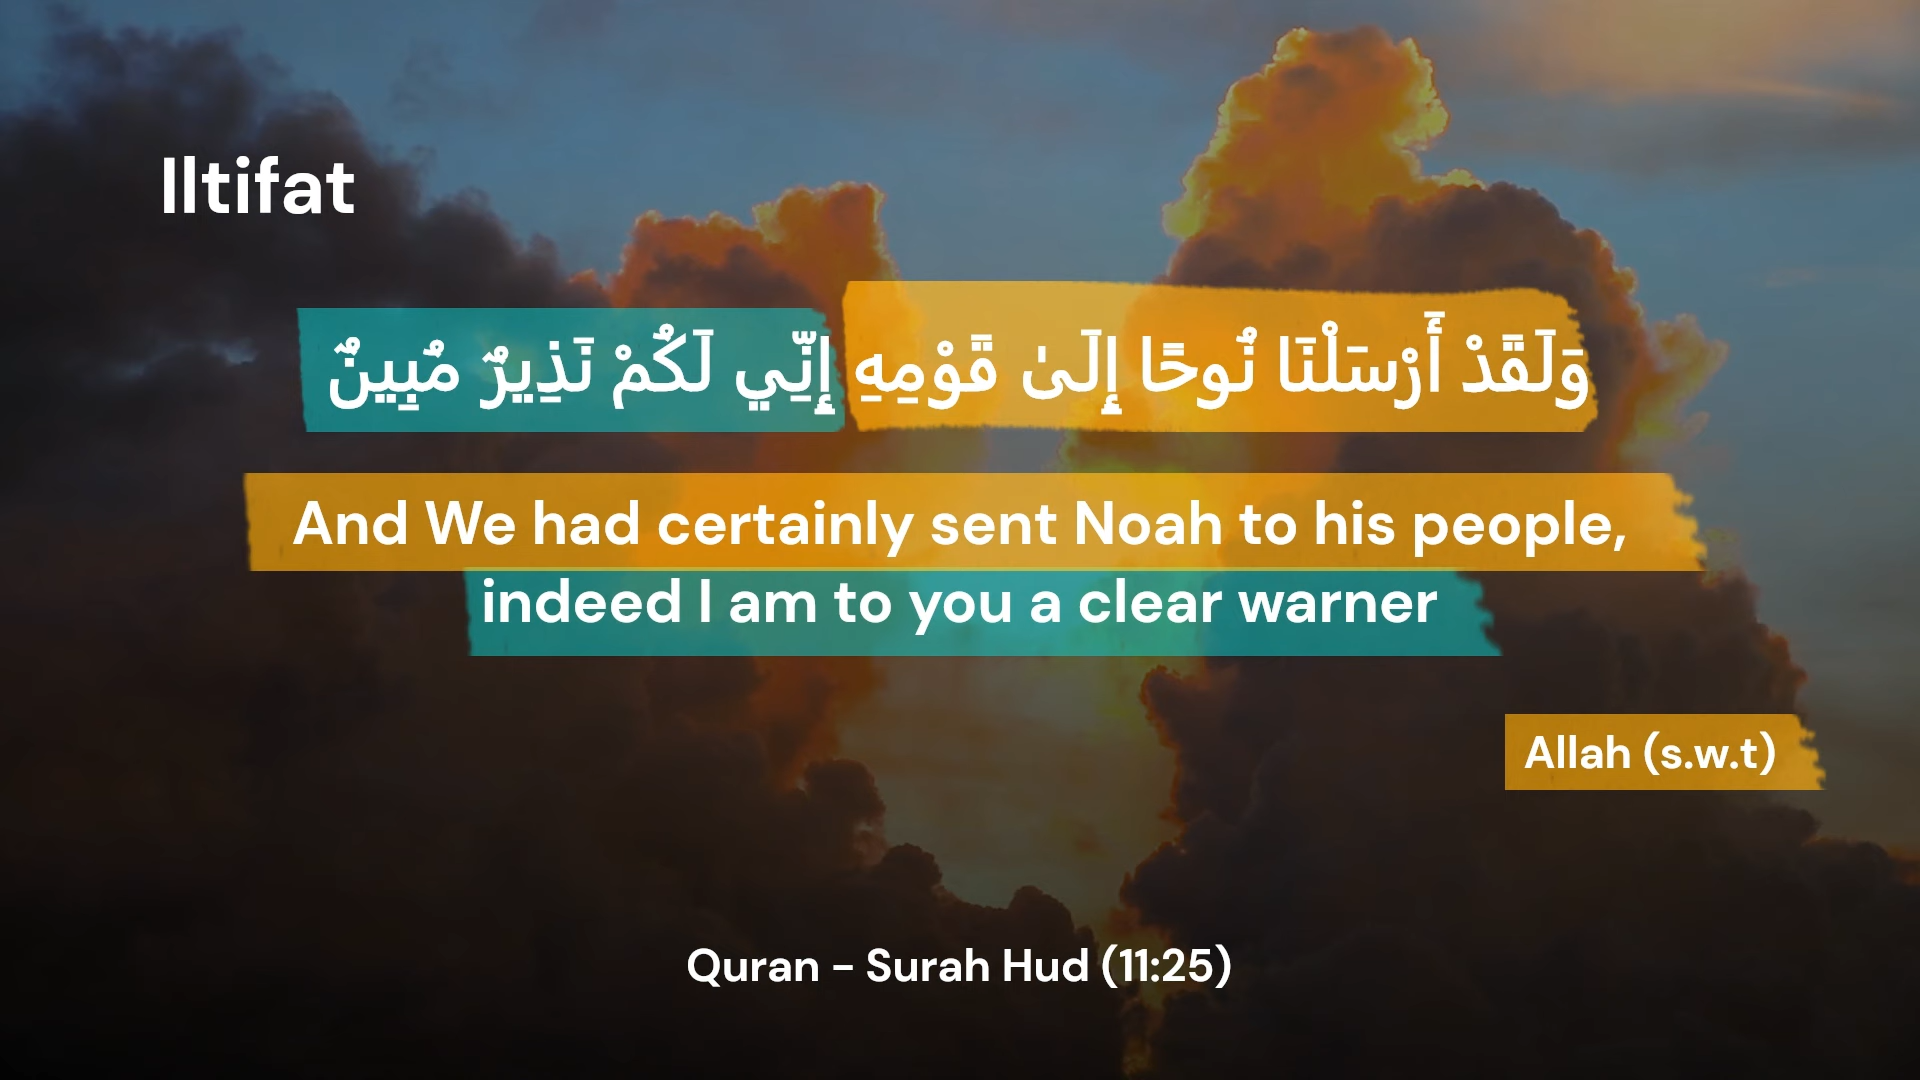 Iltifat
وَلَقَدْ أَرْسَلْنَا نُوحًا إِلَىٰ قَوْمِهِ إِنِّي لَكُمْ نَذِيرٌ مُبِينٌ
And We had certainly sent Noah to his people,
indeed I am to you a clear warner
Allah (s.w.t)
Quran - Surah Hud (11:25)